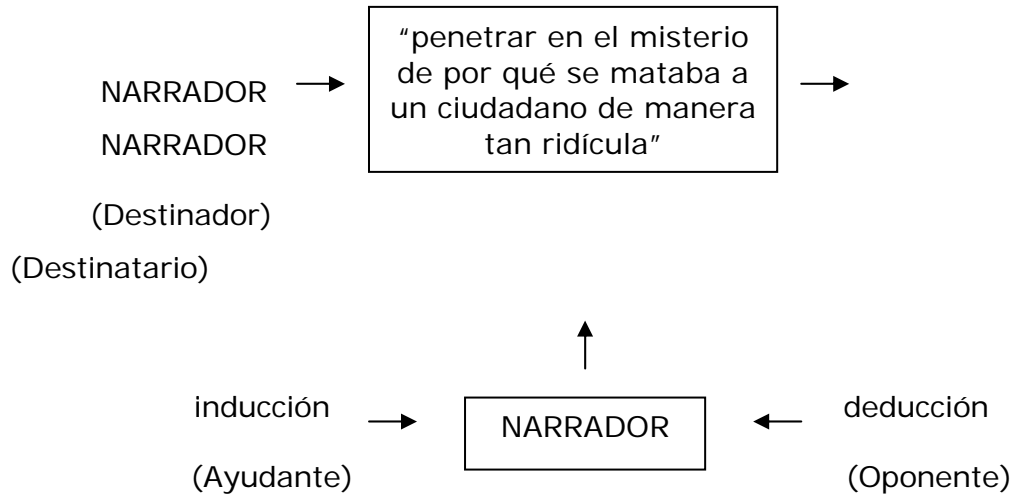 “penetrar en el misterio
de por qué se mataba a
un ciudadano de manera
tan ridícula”
NARRADOR
NARRADOR
(Destinador)
(Destinatario)
inducción
(Ayudante)
NARRADOR
deducción
(Oponente)